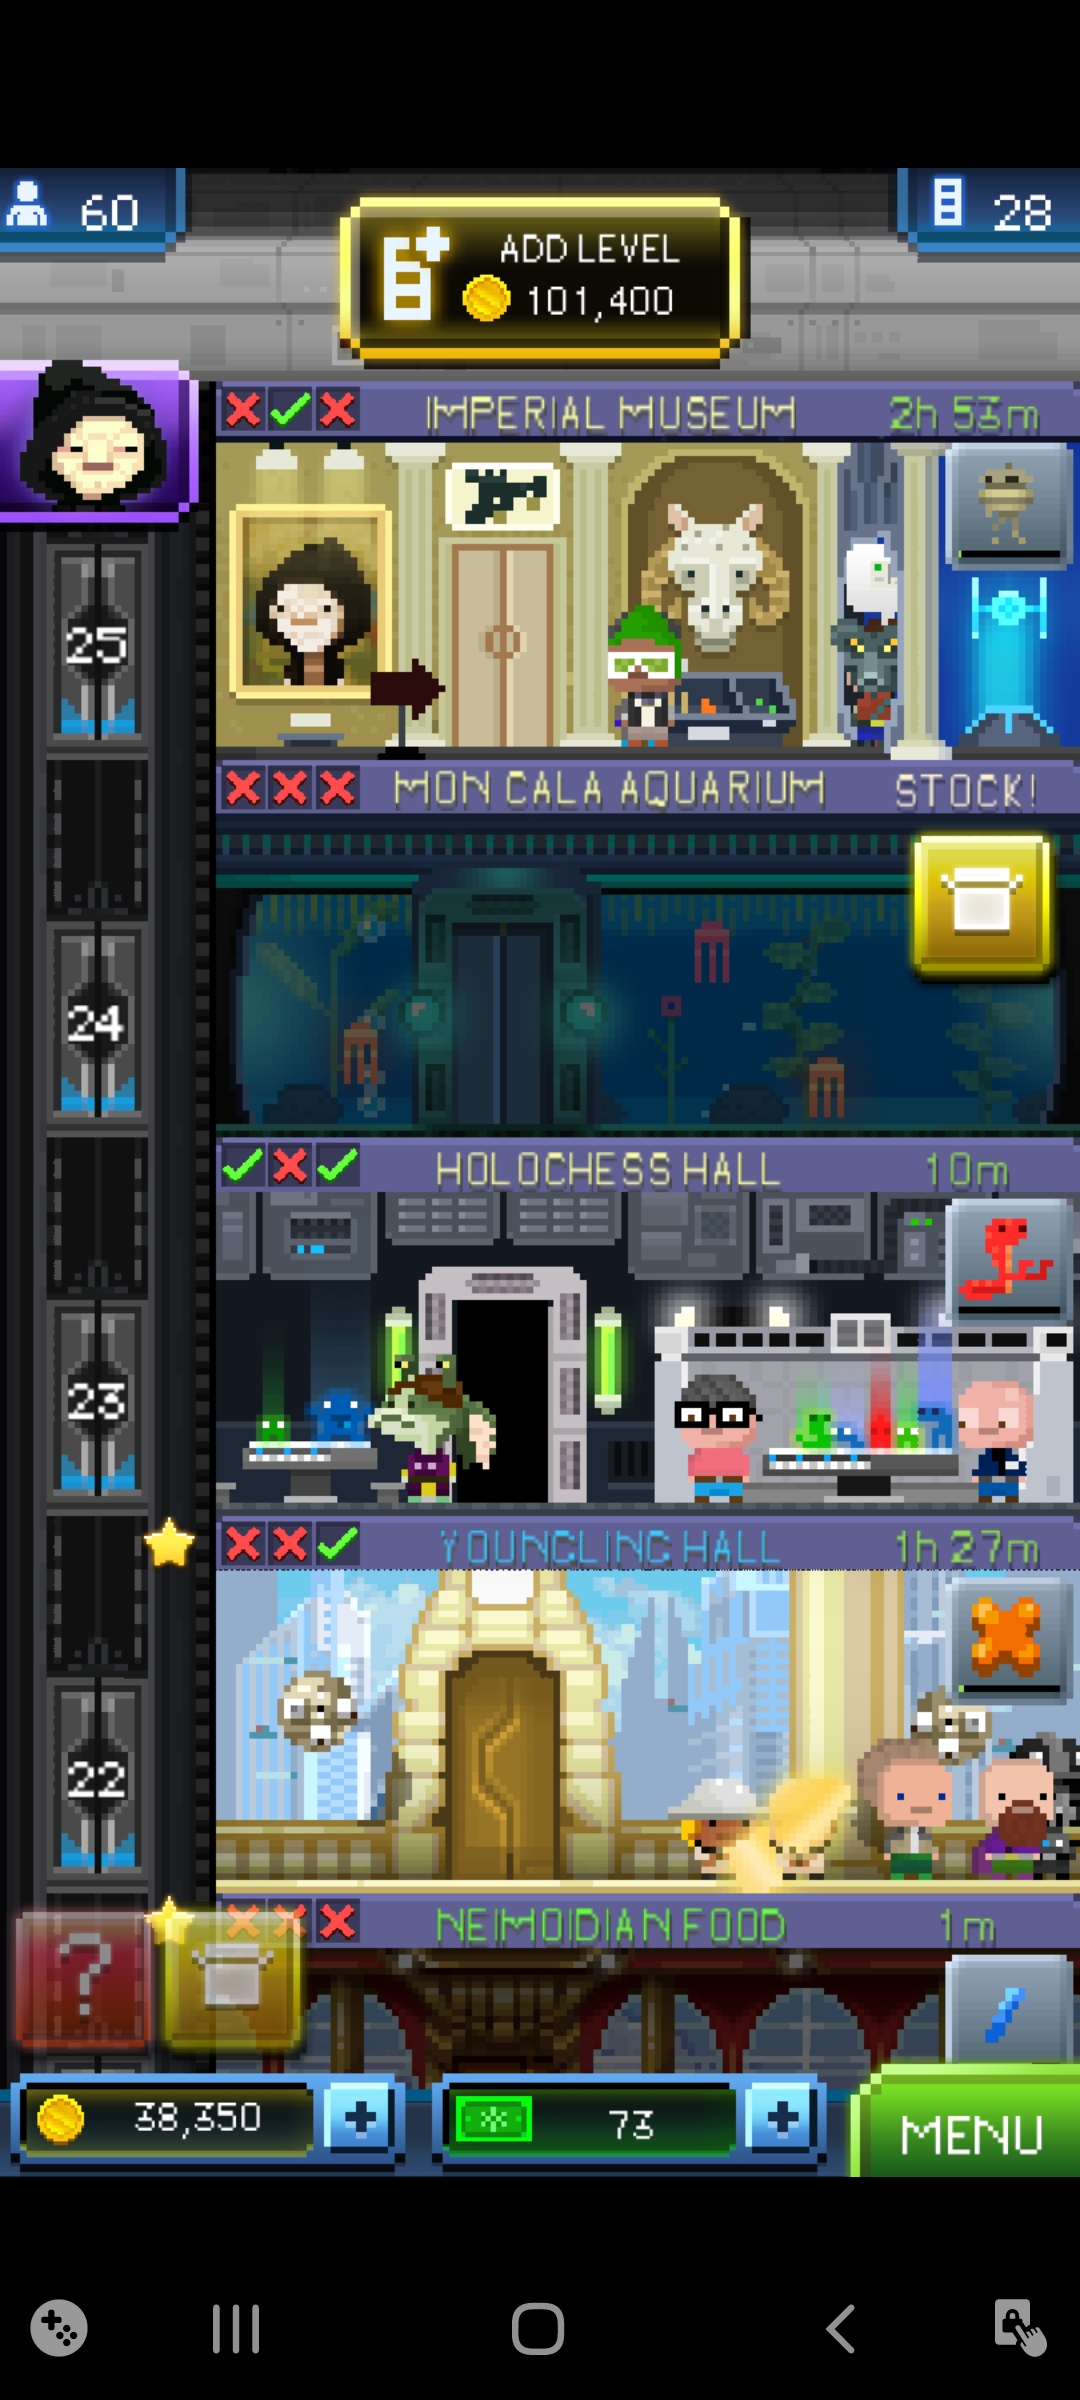 60
ADD LEVEL
101,400
28
IMPERIAL MUSEUM 2h 53m
25
MON CALA AQUARIUM STOCK!
24
HOLOCHESS HALL 10m
23
YOUNGLING HALL 1h 27m
22
NEIMOIDIAN FOOD 1m
?
38,350
73
MENU